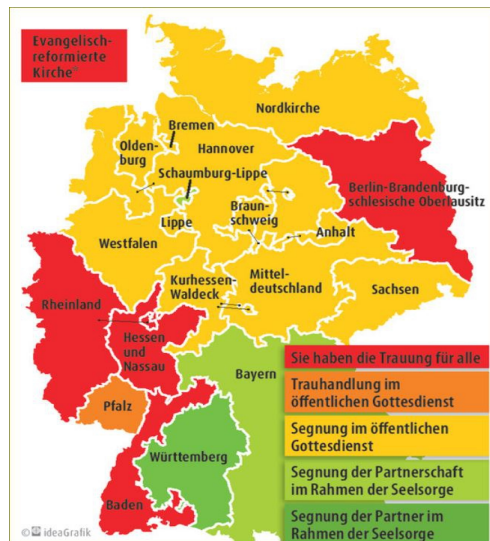 Evangelisch-
reformierte
Kirche
Nordkirche
Bremen
Olden-
burg
Hannover
Schaumburg-Lippe
Berlin-Brandenburg-
schlesische Oberlausitz
Braun-
schweig
Lippe
Anhalt
Westfalen
Kurhessen-
Waldeck
Mittel-
deutschland
Sachsen
Rheinland
Hessen
und
Nassau
Bayern
Pfalz
Württemberg
Baden
Sie haben die Trauung für alle
Trauhandlung im
öffentlichen Gottesdienst
Segnung im öffentlichen
Gottesdienst
Segnung der Partnerschaft
im Rahmen der Seelsorge
Segnung der Partner im
Rahmen der Seelsorge
© ideaGrafik